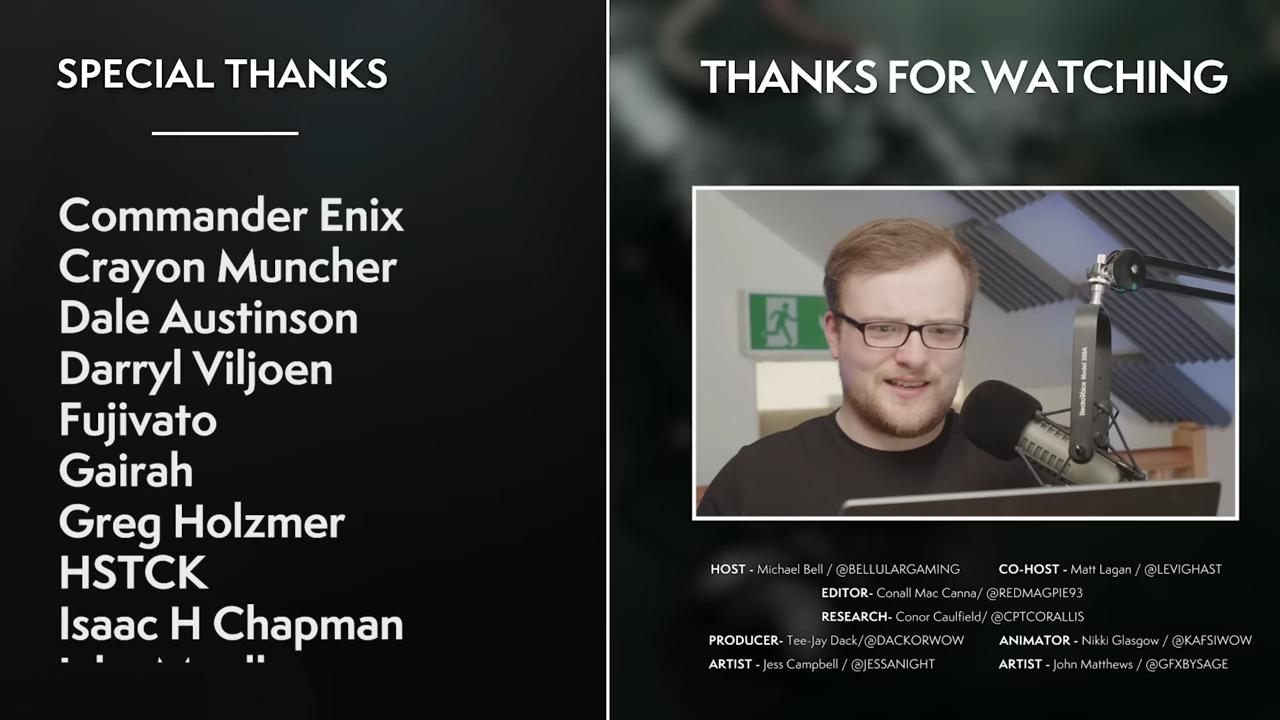 SPECIAL THANKS
Commander Enix
Crayon Muncher
Dale Austinson
Darryl Viljoen
Fujivato
Gairah
Greg Holzmer
HSTCK
Isaac H Chapman
THANKS FOR WATCHING
HOST - Michael Bell / @BELLULARGAMING CO-HOST - Matt Lagan / @LEVIGHAST
EDITOR- Conall Mac Canna/ @REDMAGPIE93
RESEARCH- Conor Caulfield/ @CPTCORALLIS
PRODUCER- Tee-Jay Dack/@DACKORWOW ANIMATOR - Nikki Glasgow / @KAFSIWOW
ARTIST - Jess Campbell / @JESSANIGHT ARTIST - John Matthews / @GFXBYSAGE